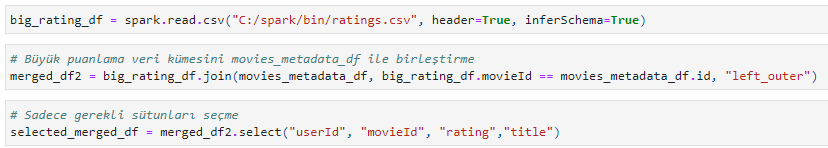 big_rating_df = spark.read.csv("C:/spark/bin/ratings.csv", header=True, inferSchema=True)
# Büyük puanlama veri kümesini movies_metadata_df ile birleştirme
merged_df2 = big_rating_df.join(movies_metadata_df, big_rating_df.movieId == movies_metadata_df.id, "left_outer")
# Sadece gerekli sütunları seçme
selected_merged_df = merged_df2.select("userId", "movieId", "rating","title")